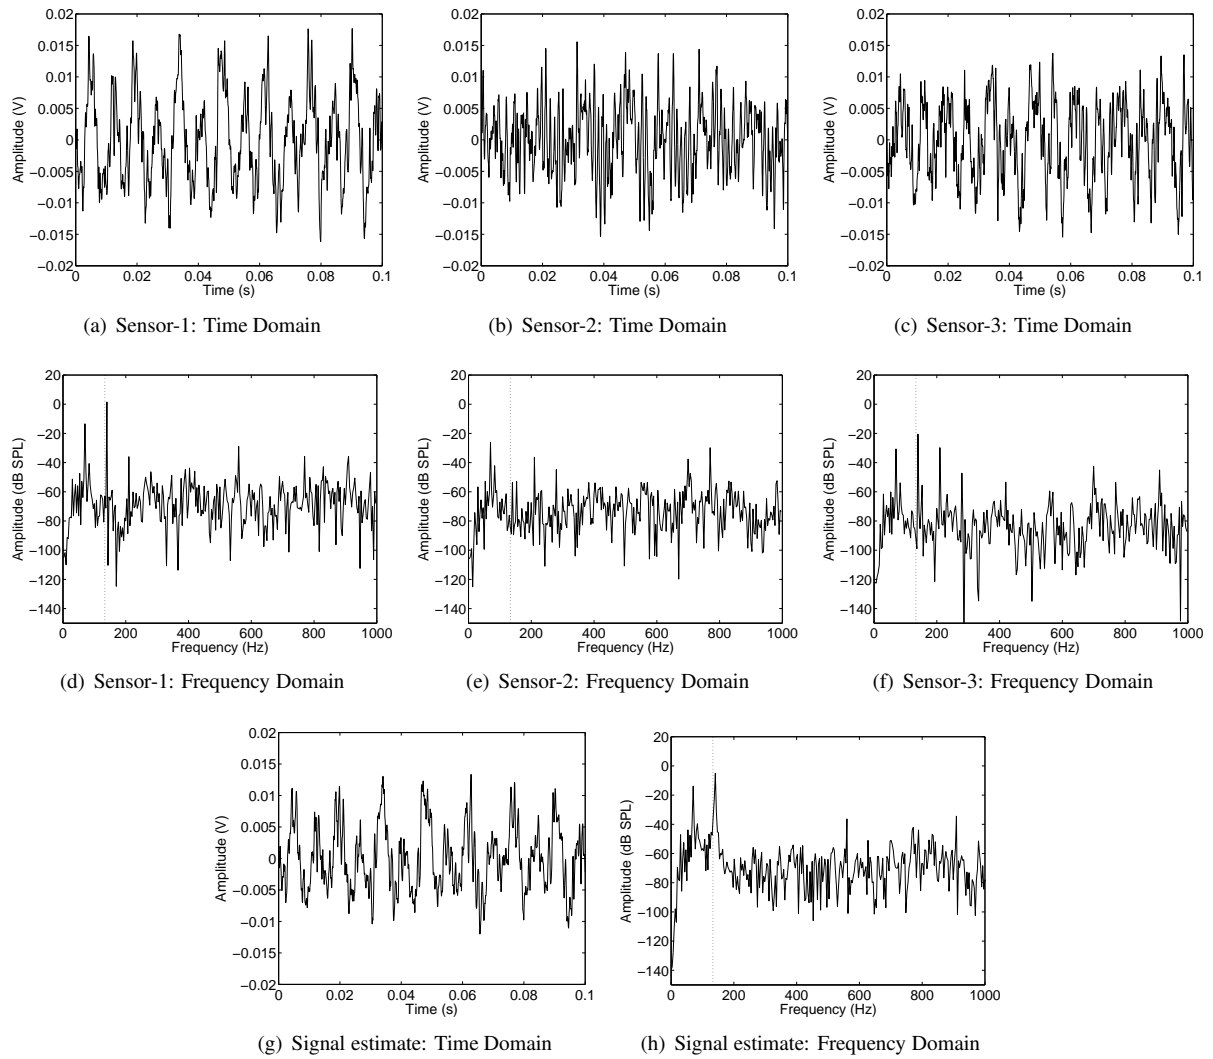 0.02
0.015
0.01
0.005
0
−0.005
−0.01
−0.015
−0.02
Amplitude (V)
0 0.02 0.04 0.06 0.08 0.1
Time (s)
(a) Sensor-1: Time Domain
0.02
0.015
0.01
0.005
0
−0.005
−0.01
−0.015
−0.02
Amplitude (V)
0 0.02 0.04 0.06 0.08 0.1
Time (s)
(b) Sensor-2: Time Domain
0.02
0.015
0.01
0.005
0
−0.005
−0.01
−0.015
−0.02
Amplitude (V)
0 0.02 0.04 0.06 0.08 0.1
Time (s)
(c) Sensor-3: Time Domain
20
0
−20
−40
−60
−80
−100
−120
−140
Amplitude (dB SPL)
0 200 400 600 800 1000
Frequency (Hz)
(d) Sensor-1: Frequency Domain
20
0
−20
−40
−60
−80
−100
−120
−140
Amplitude (dB SPL)
0 200 400 600 800 1000
Frequency (Hz)
(e) Sensor-2: Frequency Domain
20
0
−20
−40
−60
−80
−100
−120
−140
Amplitude (dB SPL)
0 200 400 600 800 1000
Frequency (Hz)
(f) Sensor-3: Frequency Domain
0.02
0.015
0.01
0.005
0
−0.005
−0.01
−0.015
−0.02
Amplitude (V)
0 0.02 0.04 0.06 0.08 0.1
Time (s)
(g) Signal estimate: Time Domain
20
0
−20
−40
−60
−80
−100
−120
−140
Amplitude (dB SPL)
0 200 400 600 800 1000
Frequency (Hz)
(h) Signal estimate: Frequency Domain